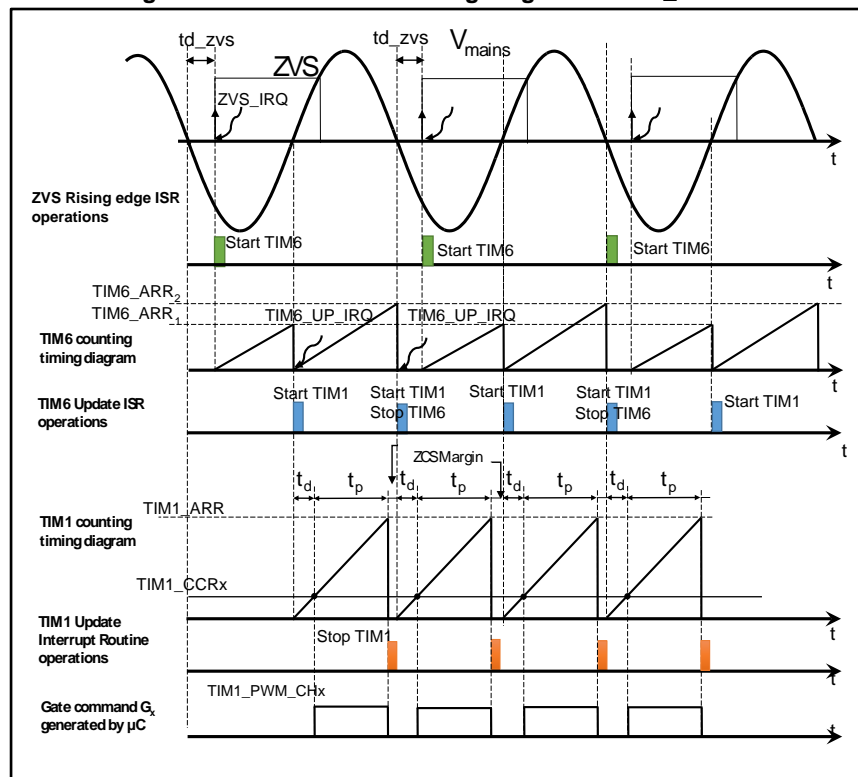 td_zvs
td_zvs
V mains
ZVS
ZVS_IRQ
t
ZVS Rising edge ISR
operations
Start TIM6
Start TIM6
Start TIM6
t
TIM6_ARR2
TIM6_ARR1
TIM6_UP_IRQ
TIM6_UP_IRQ
TIM6 counting
timing diagram
t
TIM6 Update ISR
operations
Start TIM1
Start TIM1
Stop TIM6
Start TIM1
Start TIM1
Stop TIM6
Start TIM1
t
ZCSMargin
td
tp
td
tp
td
tp
td
tp
TIM1_ARR
TIM1 counting
timing diagram
TIM1_CCRx
t
TIM1 Update
Interrupt Routine
operations
Stop TIM1
t
TIM1_PWM_CHx
Gate command Gx
generated by µC
t